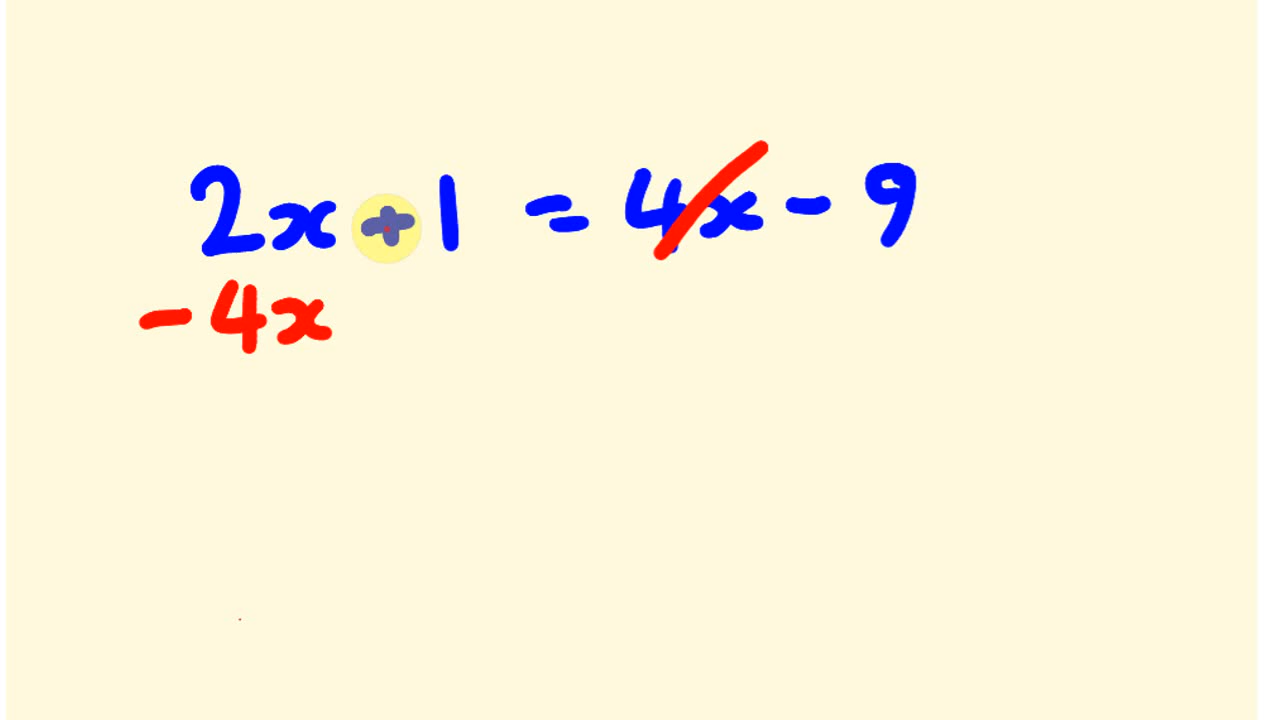 2x + 1 = 4x - 9
- 4x